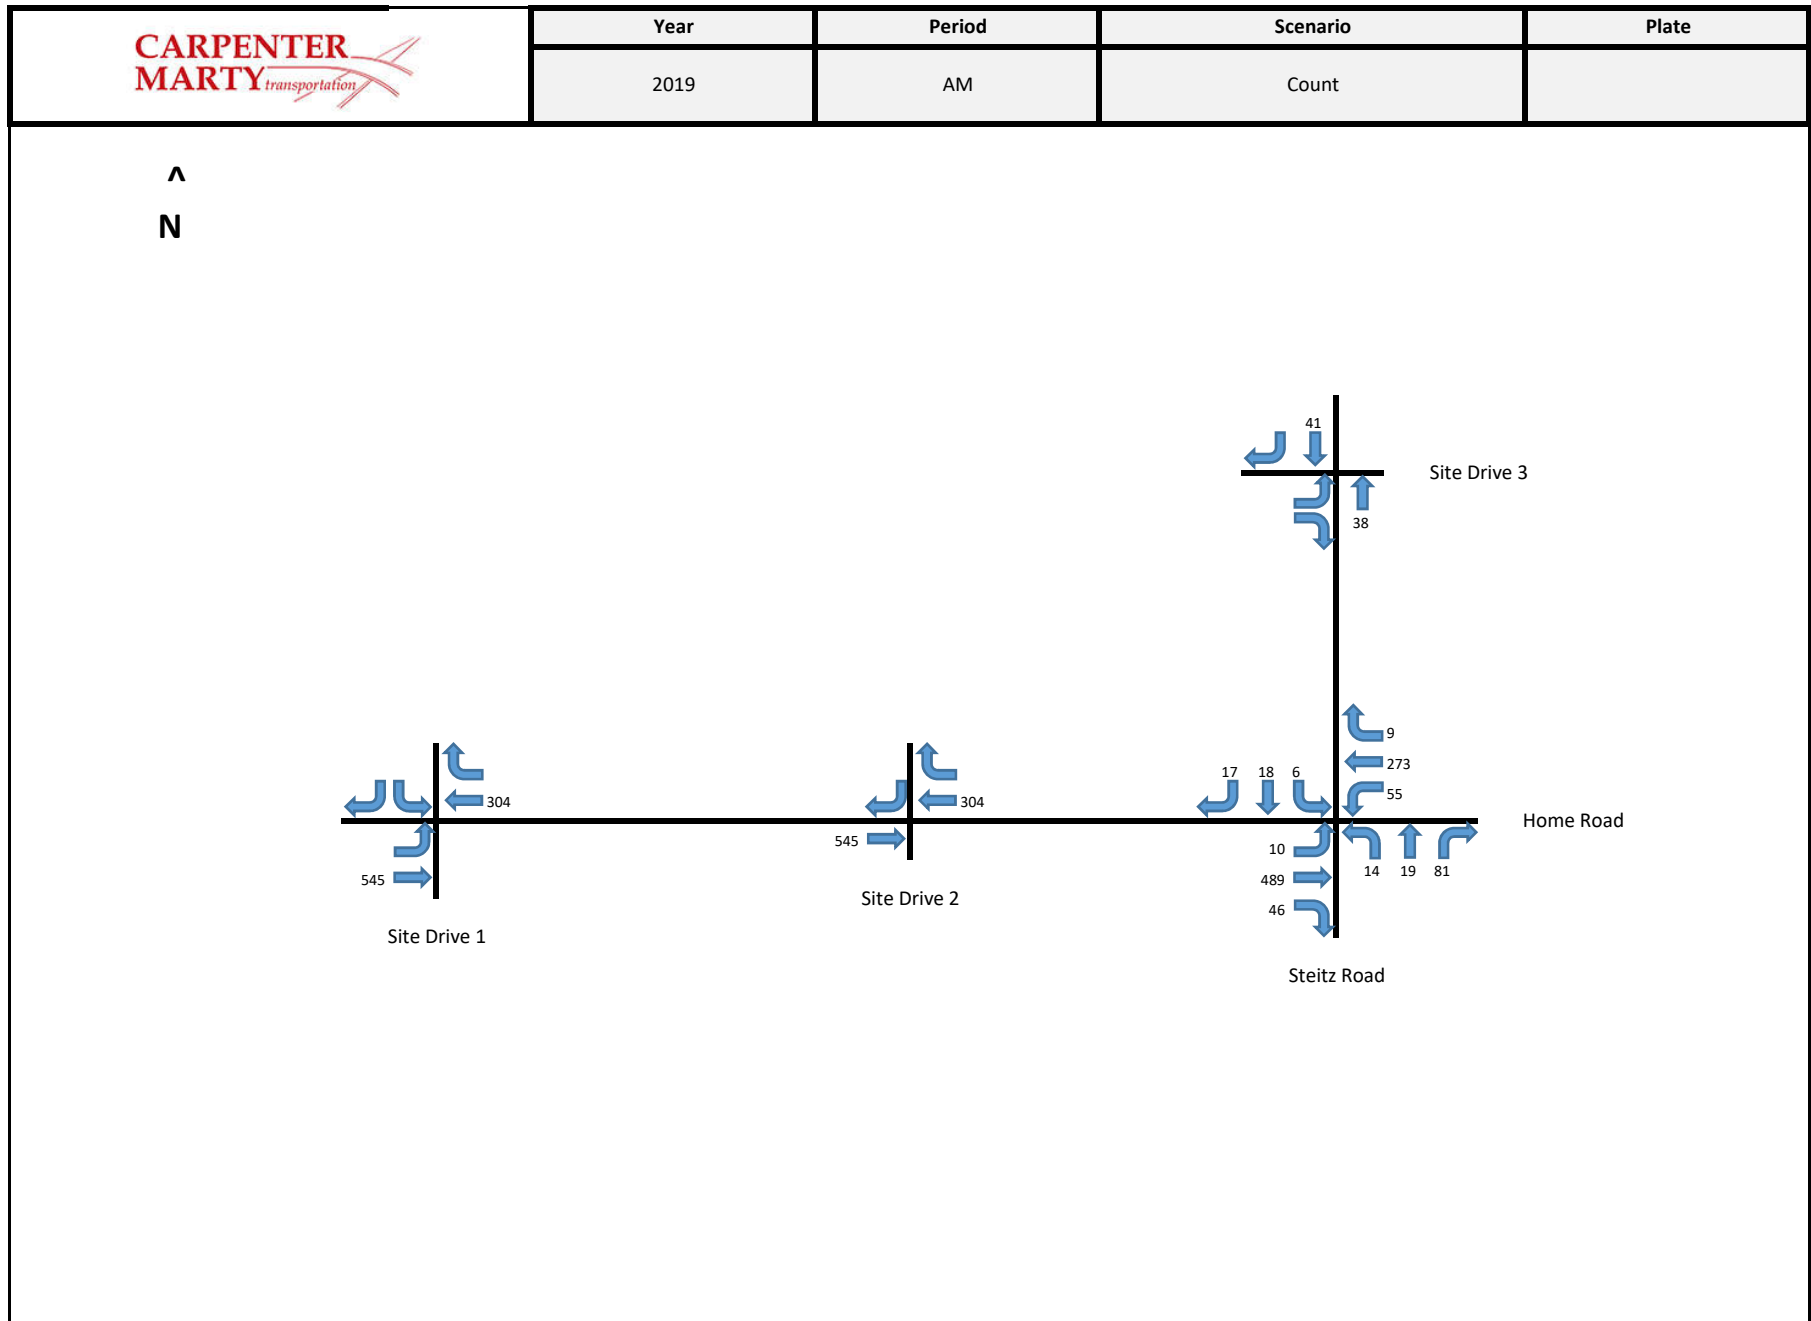 CARPENTER
MARTY transportation
Year Period Scenario Plate
2019 AM Count
^
N
41
Site Drive 3
38
9
273
55
17 18 6
304
304
Home Road
545
10
14 19 81
545
489
46
Site Drive 2
Site Drive 1
Steitz Road